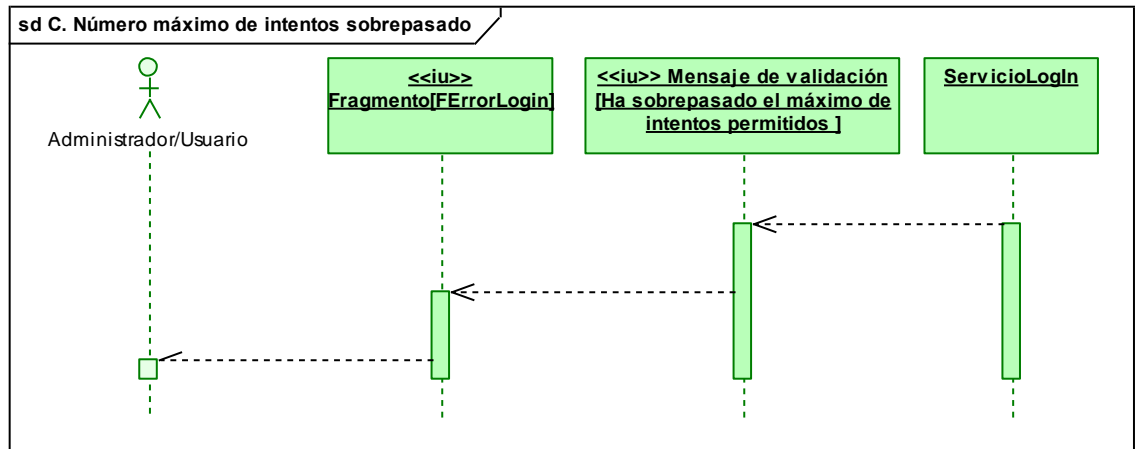 sd C. Número máximo de intentos sobrepasado
Administrador/Usuario
<<iu>>
Fragmento[FErrorLogin]
<<iu>> Mensaje de validación
[Ha sobrepasado el máximo de
intentos permitidos ]
ServicioLogIn